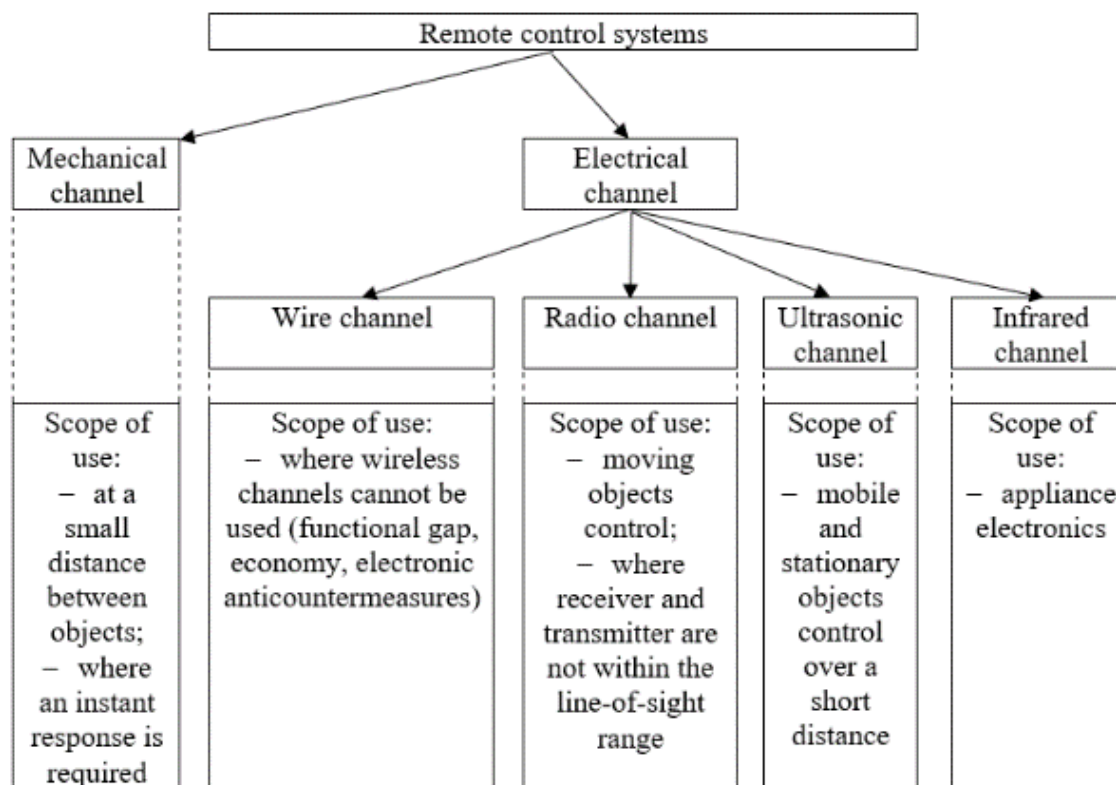 Remote control systems
Mechanical
channel
Electrical
channel
Wire channel
Radio channel
Ultrasonic
channel
Infrared
channel
Scope of
use:
– at a
small
distance
between
objects;
– where
an instant
response is
required
Scope of use:
– where wireless
channels cannot be
used (functional gap,
economy, electronic
anticountermeasures)
Scope of use:
– moving
objects
control;
– where
receiver and
transmitter are
not within the
line-of-sight
range
Scope of
use:
– mobile
and
stationary
objects
control
over a
short
distance
Scope of
use:
– appliance
electronics